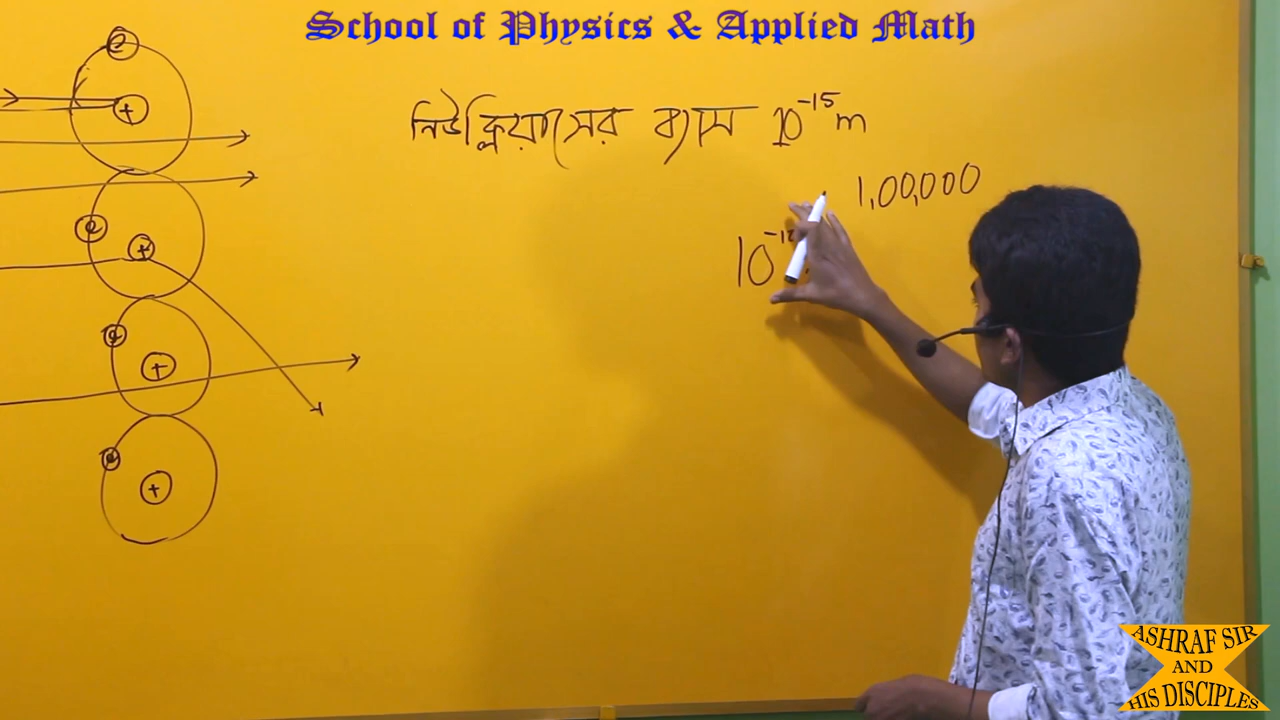 School of Physics & Applied Math
নিউক্লিয়াসের ব্যাস 10⁻¹⁵ m
1,00,000
e
+
e
+
e
+
e
+
ASHRAF SIR
AND
HIS DISCIPLES